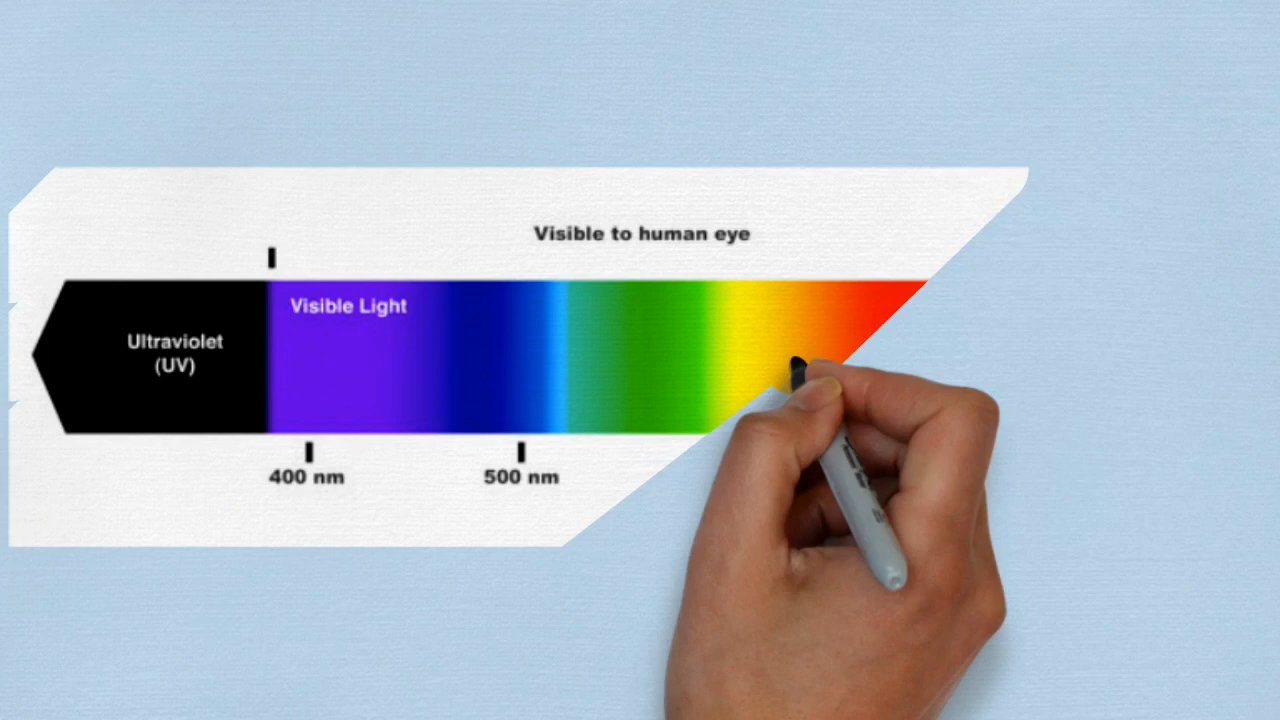 Visible to human eye
Visible Light
Ultraviolet
(UV)
400 nm
500 nm